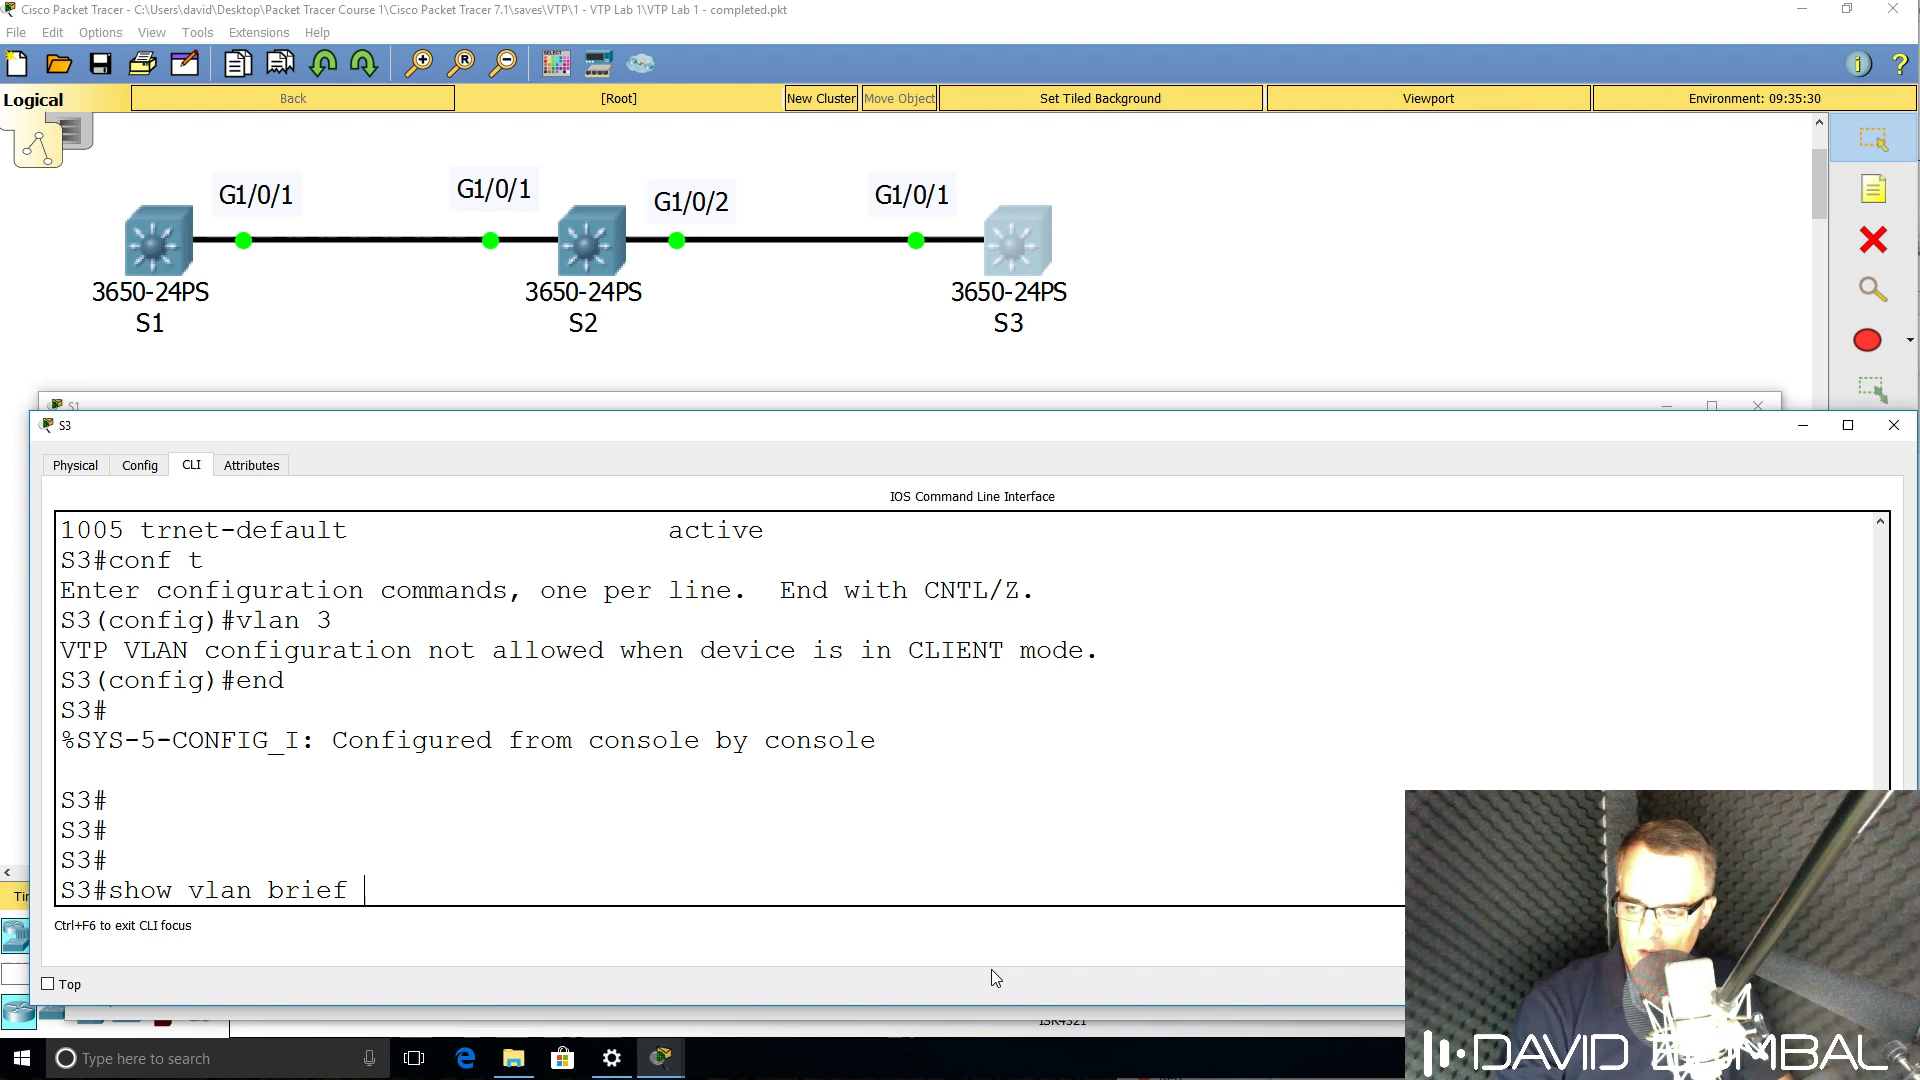 Cisco Packet Tracer - C:\Users\david\Desktop\Packet Tracer Course 1\Cisco Packet Tracer 7.1\saves\VTP\1 - VTP Lab 1\VTP Lab 1 - completed.pkt
File Edit Options View Tools Extensions Help
Logical Back [Root] New Cluster Move Object Set Tiled Background Viewport Environment: 09:35:30
G1/0/1 G1/0/1 G1/0/2 G1/0/1
3650-24PS 3650-24PS 3650-24PS
S1 S2 S3
S1
S3
Physical Config CLI Attributes
IOS Command Line Interface
1005 trnet-default active
S3#conf t
Enter configuration commands, one per line. End with CNTL/Z.
S3(config)#vlan 3
VTP VLAN configuration not allowed when device is in CLIENT mode.
S3(config)#end
S3#
%SYS-5-CONFIG_I: Configured from console by console
S3#
S3#
S3#
S3#show vlan brief
Ctrl+F6 to exit CLI focus
Top
ISR4321
Type here to search
DAVID